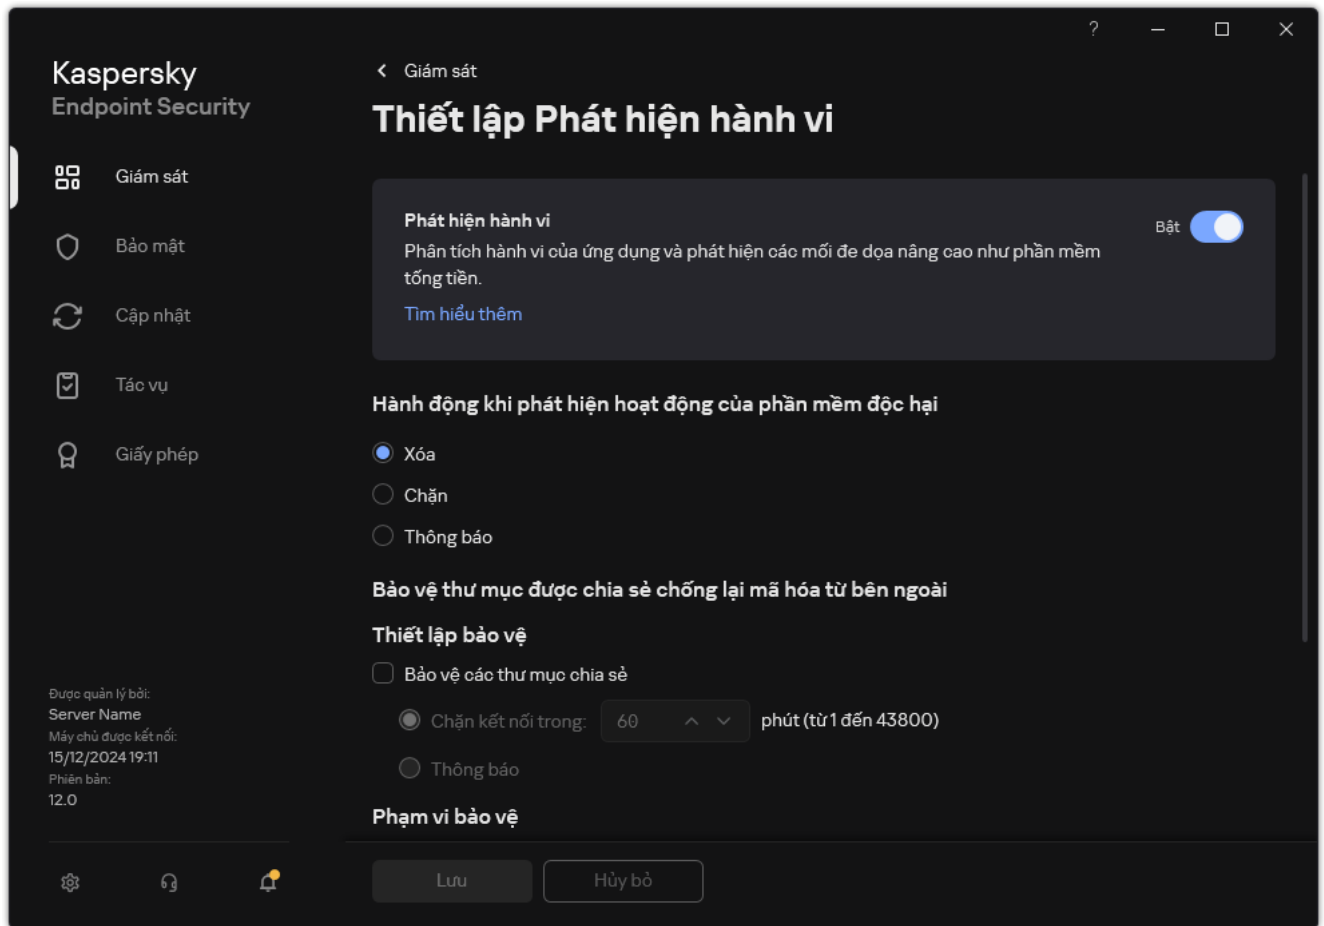 Kaspersky
Endpoint Security
Giám sát
Bảo mật
Cập nhật
Tác vụ
Giấy phép
Được quản lý bởi:
Server Name
Máy chủ được kết nối:
15/12/2024 19:11
Phiên bản:
12.0
?
Giám sát
Thiết lập Phát hiện hành vi
Phát hiện hành vi
Bật
Phân tích hành vi của ứng dụng và phát hiện các mối đe dọa nâng cao như phần mềm
tống tiền.
Tìm hiểu thêm
Hành động khi phát hiện hoạt động của phần mềm độc hại
Xóa
Chặn
Thông báo
Bảo vệ thư mục được chia sẻ chống lại mã hóa từ bên ngoài
Thiết lập bảo vệ
Bảo vệ các thư mục chia sẻ
Chặn kết nối trong: 60 phút (từ 1 đến 43800)
Thông báo
Phạm vi bảo vệ
Lưu
Hủy bỏ